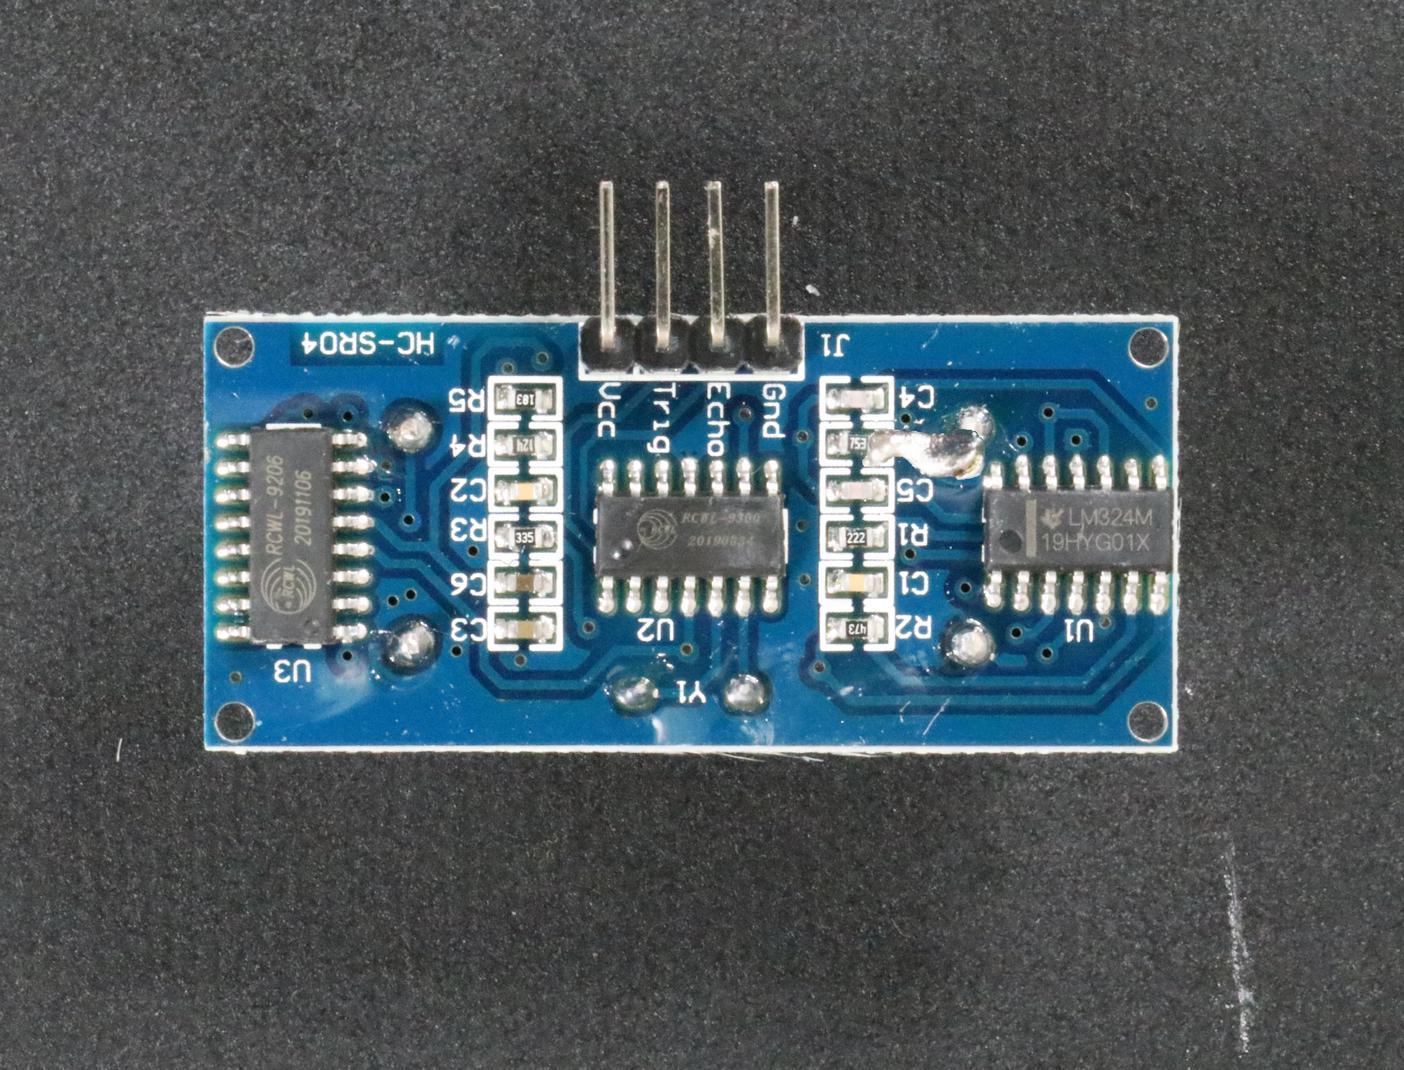 HC-SR04
J1
Vcc
Trig
Echo
Gnd
R5
183
R4
124
C2
R3
335
C6
C3
C4
C5
R1
222
C1
R2
473
RCWL-9206
20191106
RCWL
U3
RCWL-9300
U2
Y1
LM324M
19HYG01X
U1